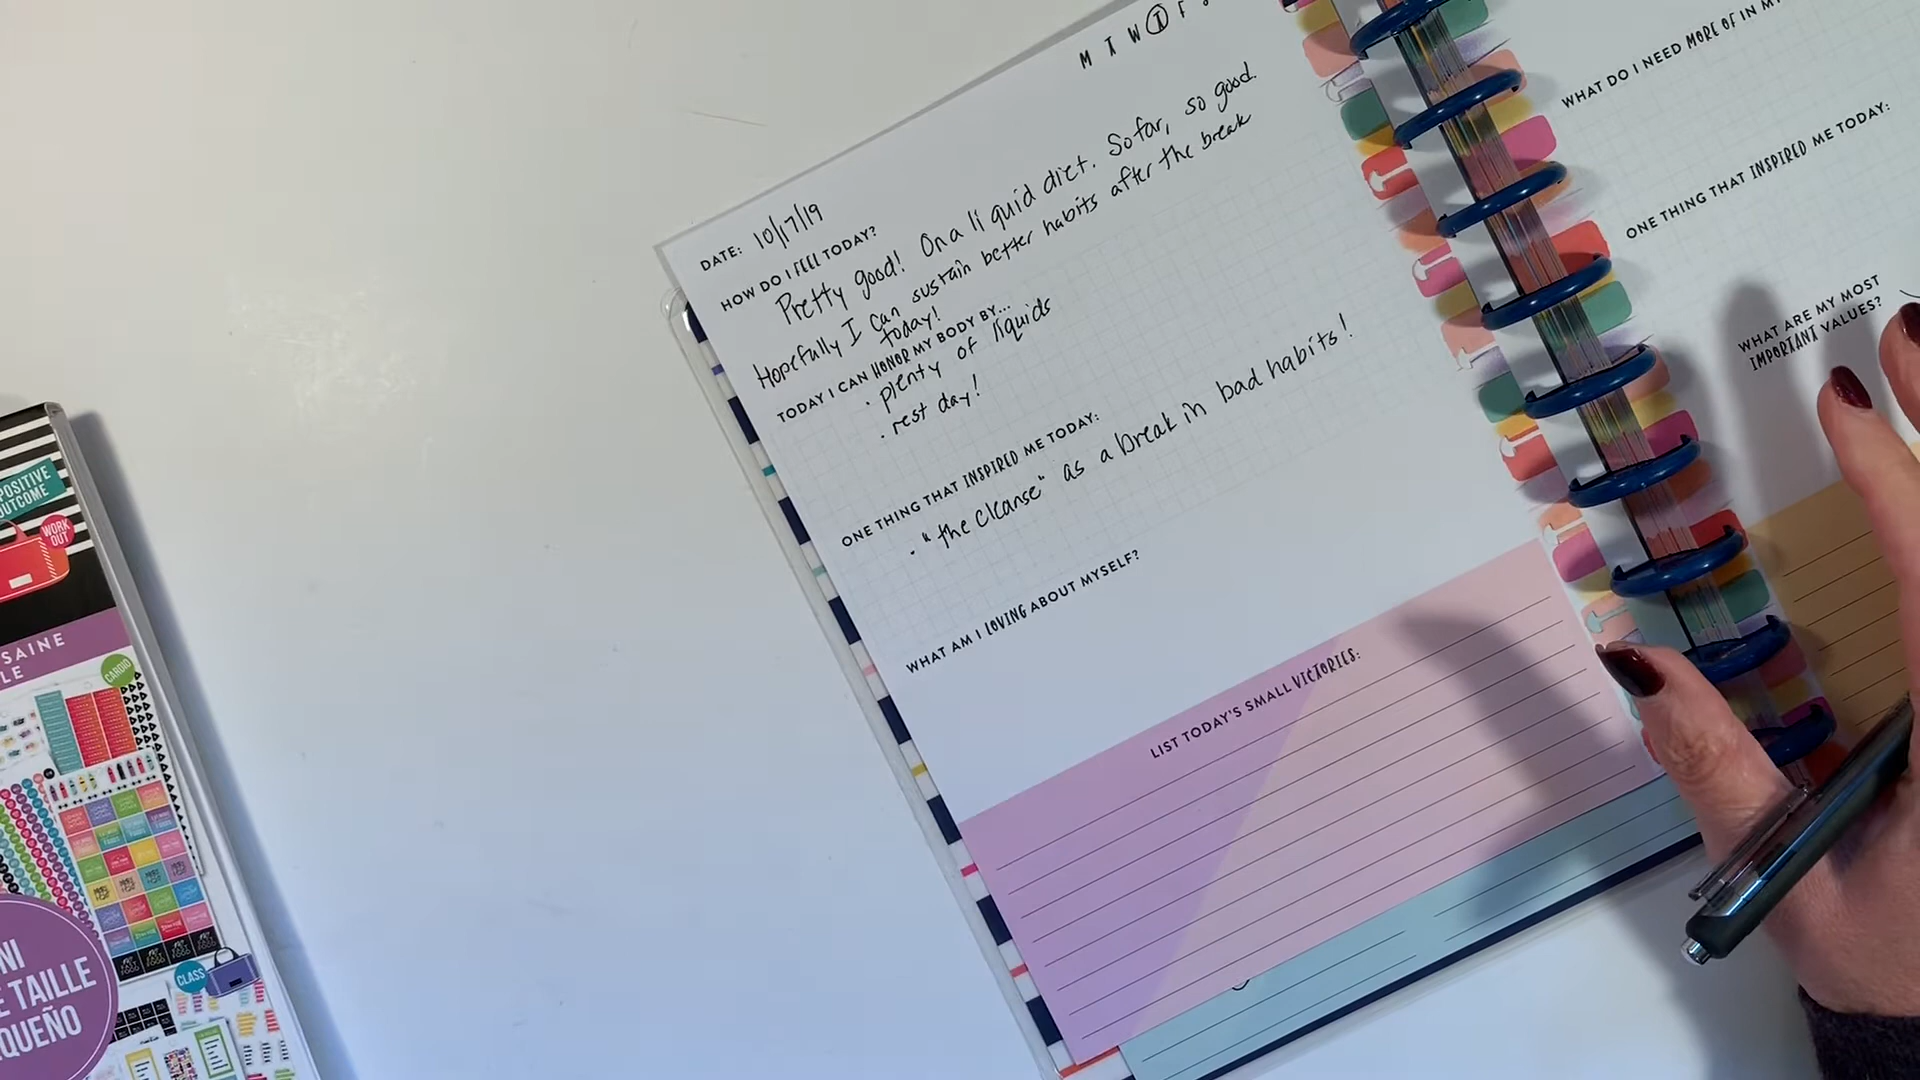 M T W T F
DATE: 10/17/19
HOW DO I FEEL TODAY?
Pretty good! On a liquid diet. So far, so good.
Hopefully I can sustain better habits after the break
today!
TODAY I CAN HONOR MY BODY BY...
· plenty of liquids
· rest day!
ONE THING THAT INSPIRED ME TODAY:
· "the cleanse" as a break in bad habits!
WHAT AM I LOVING ABOUT MYSELF?
LIST TODAY'S SMALL VICTORIES:
WHAT DO I NEED MORE OF IN
ONE THING THAT INSPIRED ME TODAY:
WHAT ARE MY MOST
IMPORTANT VALUES?
POSITIVE
OUTCOME
WORK
OUT
SAINE
LE
CARDIO
NI
E TAILLE
QUEÑO
CLASS